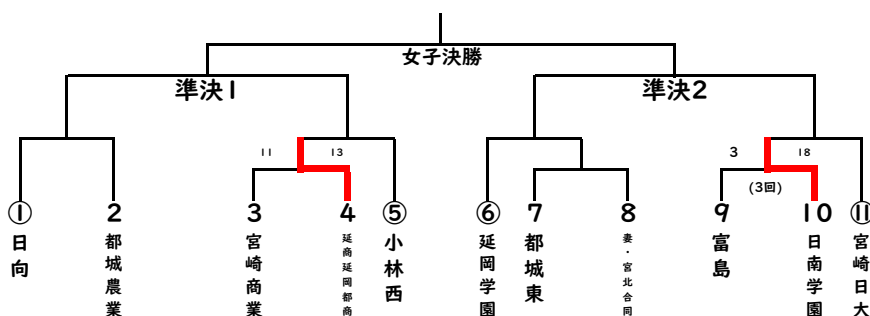 女子決勝
準決1
準決2
11
13
3
18
(3回)
①
2
3
4
⑤
⑥
7
8
9
10
⑪
日向
都城農業
宮崎商業
延商延岡都商
小林西
延岡学園
都城東
妻・宮北合同
富島
日南学園
宮崎日大